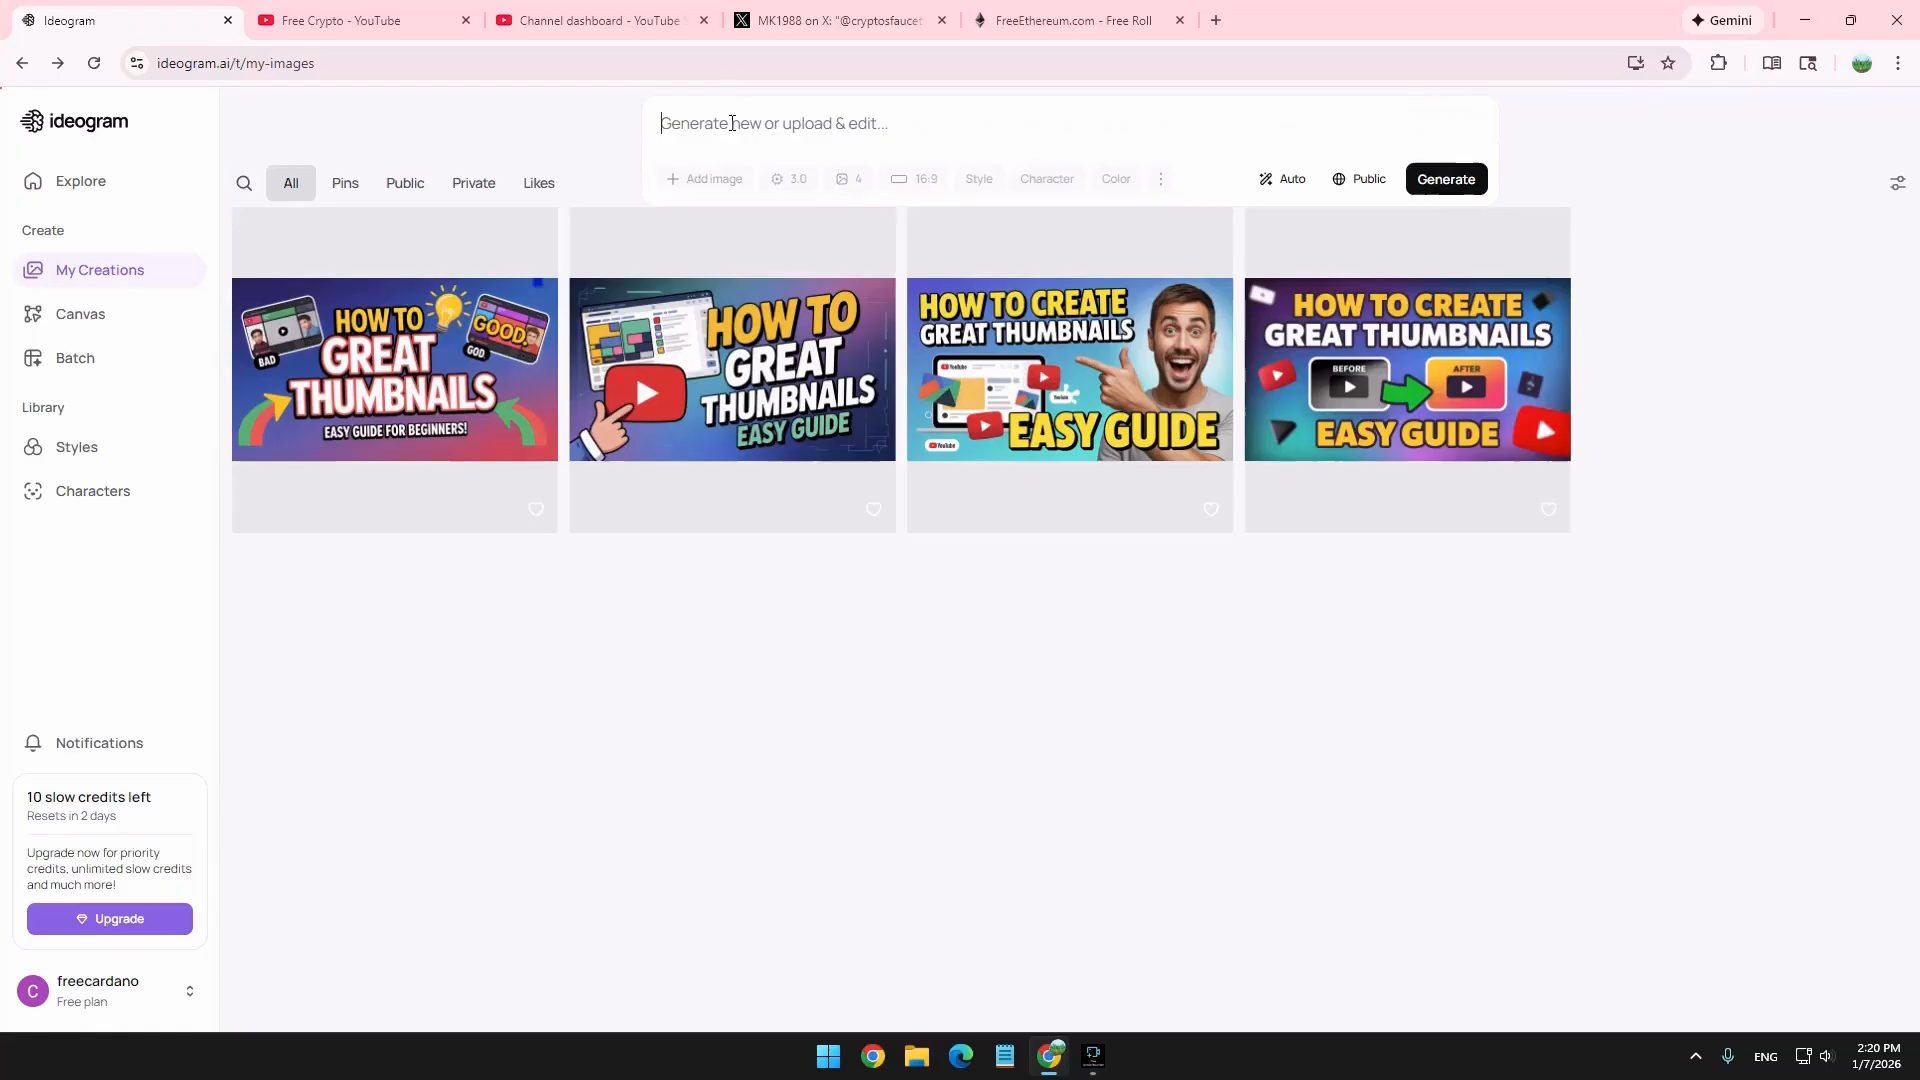 Ideogram
Free Crypto - YouTube
Channel dashboard - YouTube
MK1988 on X: "@cryptosfaucet
FreeEthereum.com - Free Roll
Gemini
ideogram.ai/t/my-images
ideogram
Generate new or upload & edit...
Explore
All
Pins
Public
Private
Likes
Add image
3.0
4
16:9
Style
Character
Color
Auto
Public
Generate
Create
My Creations
Canvas
Batch
Library
Styles
Characters
BAD
HOW TO
GREAT
THUMBNAILS
GOOD.
GOD
EASY GUIDE FOR BEGINNERS!
HOW TO
GREAT
THUMBNAILS
EASY GUIDE
HOW TO CREATE
GREAT THUMBNAILS
YouTube
YouTube
YouTube
EASY GUIDE
HOW TO CREATE
GREAT THUMBNAILS
BEFORE
AFTER
EASY GUIDE
Notifications
10 slow credits left
Resets in 2 days
Upgrade now for priority
credits, unlimited slow credits
and much more!
Upgrade
C
freecardano
Free plan
ENG
2:20 PM
1/7/2026